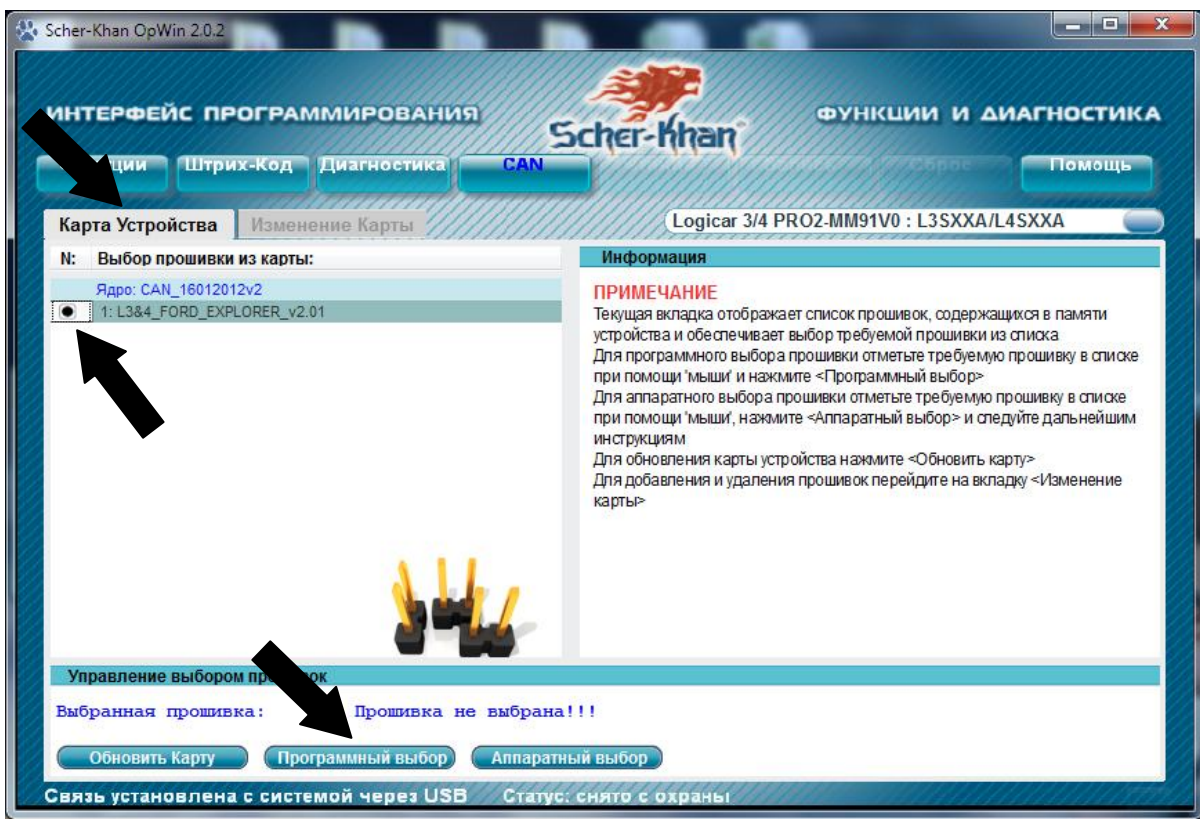 Scher-Khan OpWin 2.0.2
ИНТЕРФЕЙС ПРОГРАММИРОВАНИЯ
Scher-Khan
ФУНКЦИИ И ДИАГНОСТИКА
Штрих-Код
Диагностика
CAN
Сброс
Помощь
Карта Устройства
Изменение Карты
Logicar 3/4 PRO2-MM91V0 : L3SXXA/L4SXXA
N: Выбор прошивки из карты:
Ядро: CAN_16012012v2
1: L3&4_FORD_EXPLORER_v2.01
Информация
ПРИМЕЧАНИЕ
Текущая вкладка отображает список прошивок, содержащихся в памяти
устройства и обеспечивает выбор требуемой прошивки из списка
Для программного выбора прошивки отметьте требуемую прошивку в списке
при помощи 'мыши' и нажмите <Программный выбор>
Для аппаратного выбора прошивки отметьте требуемую прошивку в списке
при помощи 'мыши', нажмите <Аппаратный выбор> и следуйте дальнейшим
инструкциям
Для обновления карты устройства нажмите <Обновить карту>
Для добавления и удаления прошивок перейдите на вкладку <Изменение
карты>
Управление выбором
Выбранная прошивка: Прошивка не выбрана!!!
Обновить Карту
Программный выбор
Аппаратный выбор
Связь установлена с системой через USB
Статус: снято с охраны